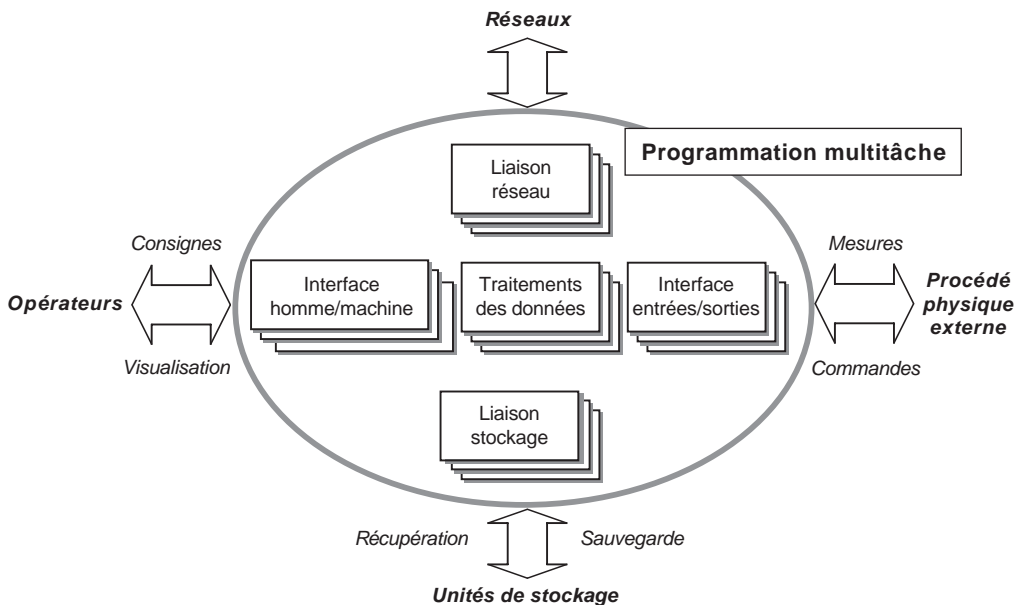 Réseaux
Programmation multitâche
Liaison
réseau
Consignes
Mesures
Interface
homme/machine
Traitements
des données
Interface
entrées/sorties
Opérateurs
Procédé
physique
externe
Visualisation
Commandes
Liaison
stockage
Récupération
Sauvegarde
Unités de stockage